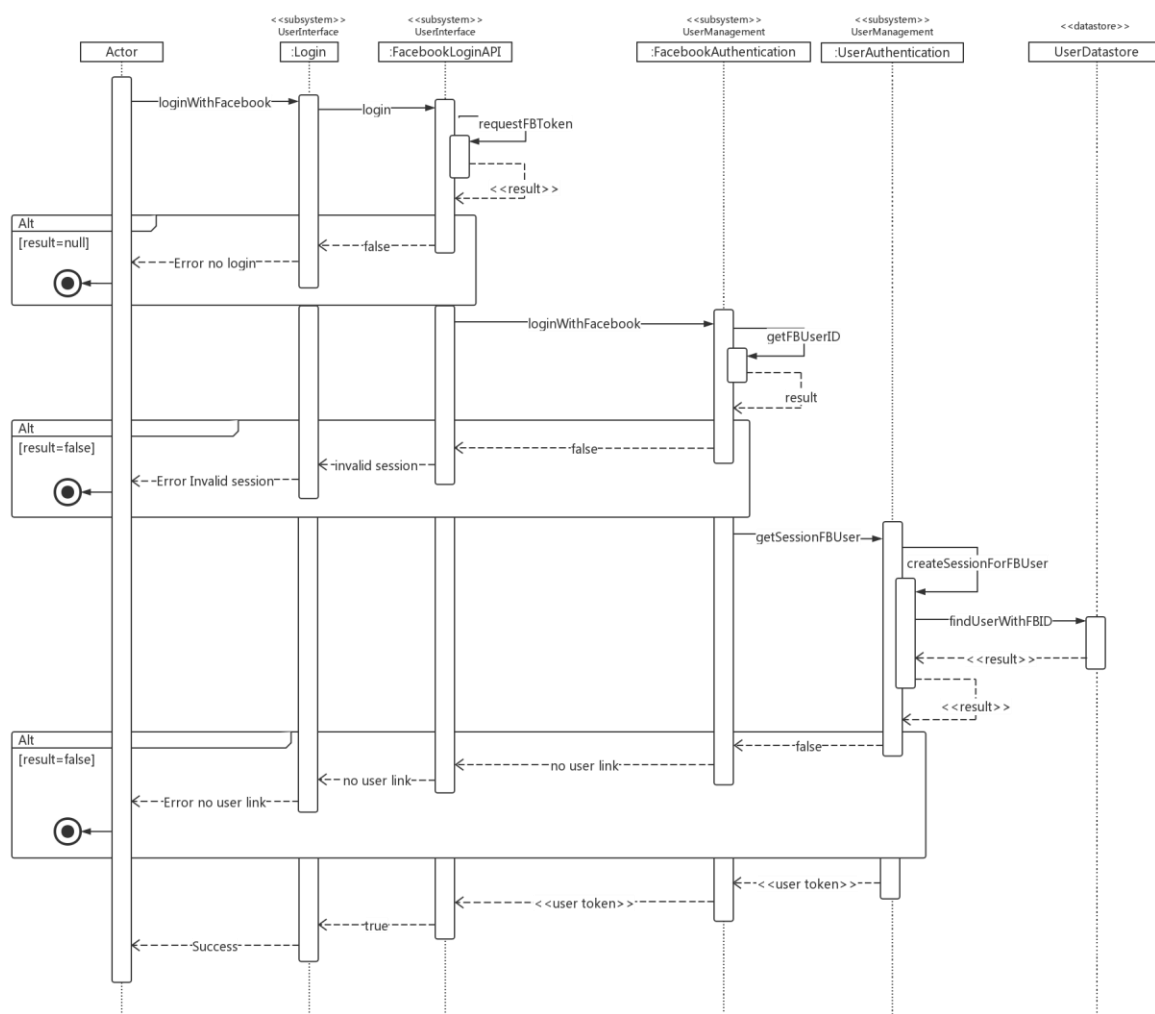 <<subsystem>>
UserInterface
<<subsystem>>
UserInterface
<<subsystem>>
UserManagement
<<subsystem>>
UserManagement
<<datastore>>
Actor
:Login
:FacebookLoginAPI
:FacebookAuthentication
:UserAuthentication
UserDatastore
loginWithFacebook
login
requestFBToken
<<result>>
Alt
[result=null]
false
Error no login
loginWithFacebook
getFBUserID
result
Alt
[result=false]
false
invalid session
Error Invalid session
getSessionFBUser
createSessionForFBUser
findUserWithFBID
<<result>>
<<result>>
Alt
[result=false]
false
no user link
no user link
Error no user link
<<user token>>
<<user token>>
true
Success